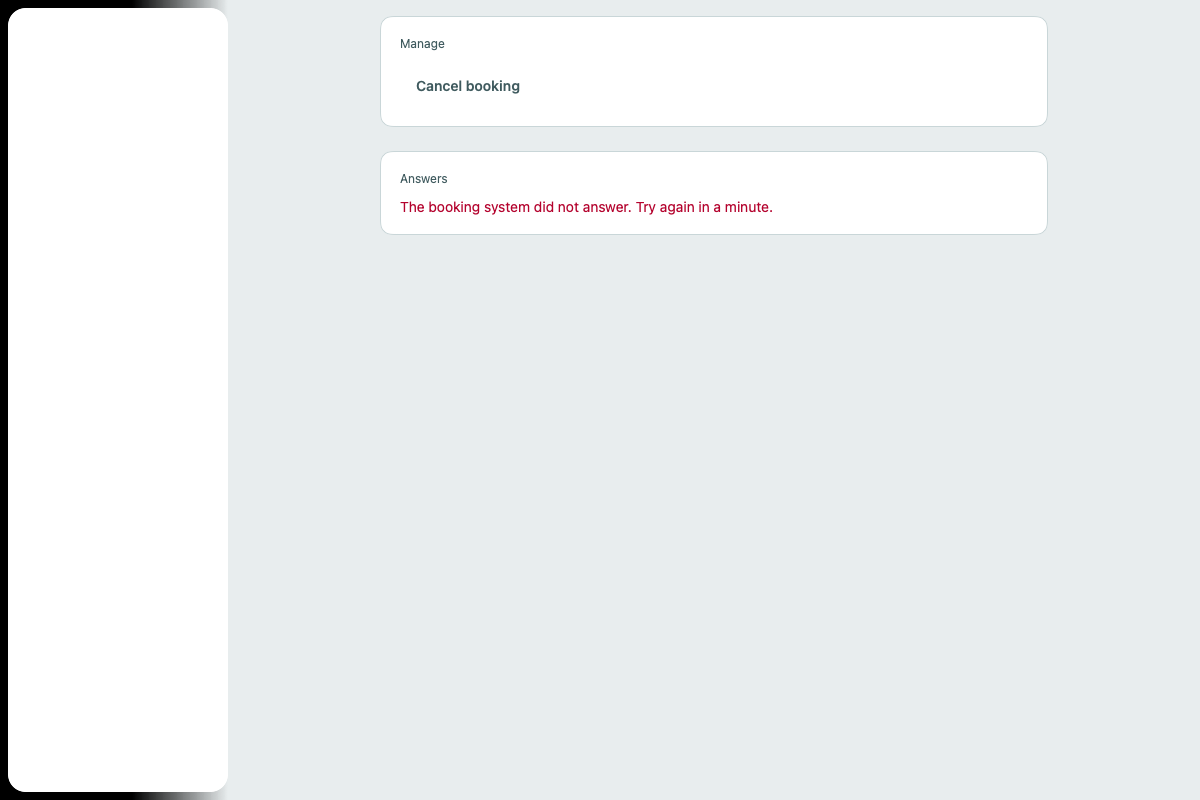 Manage
Cancel booking
Answers
The booking system did not answer. Try again in a minute.